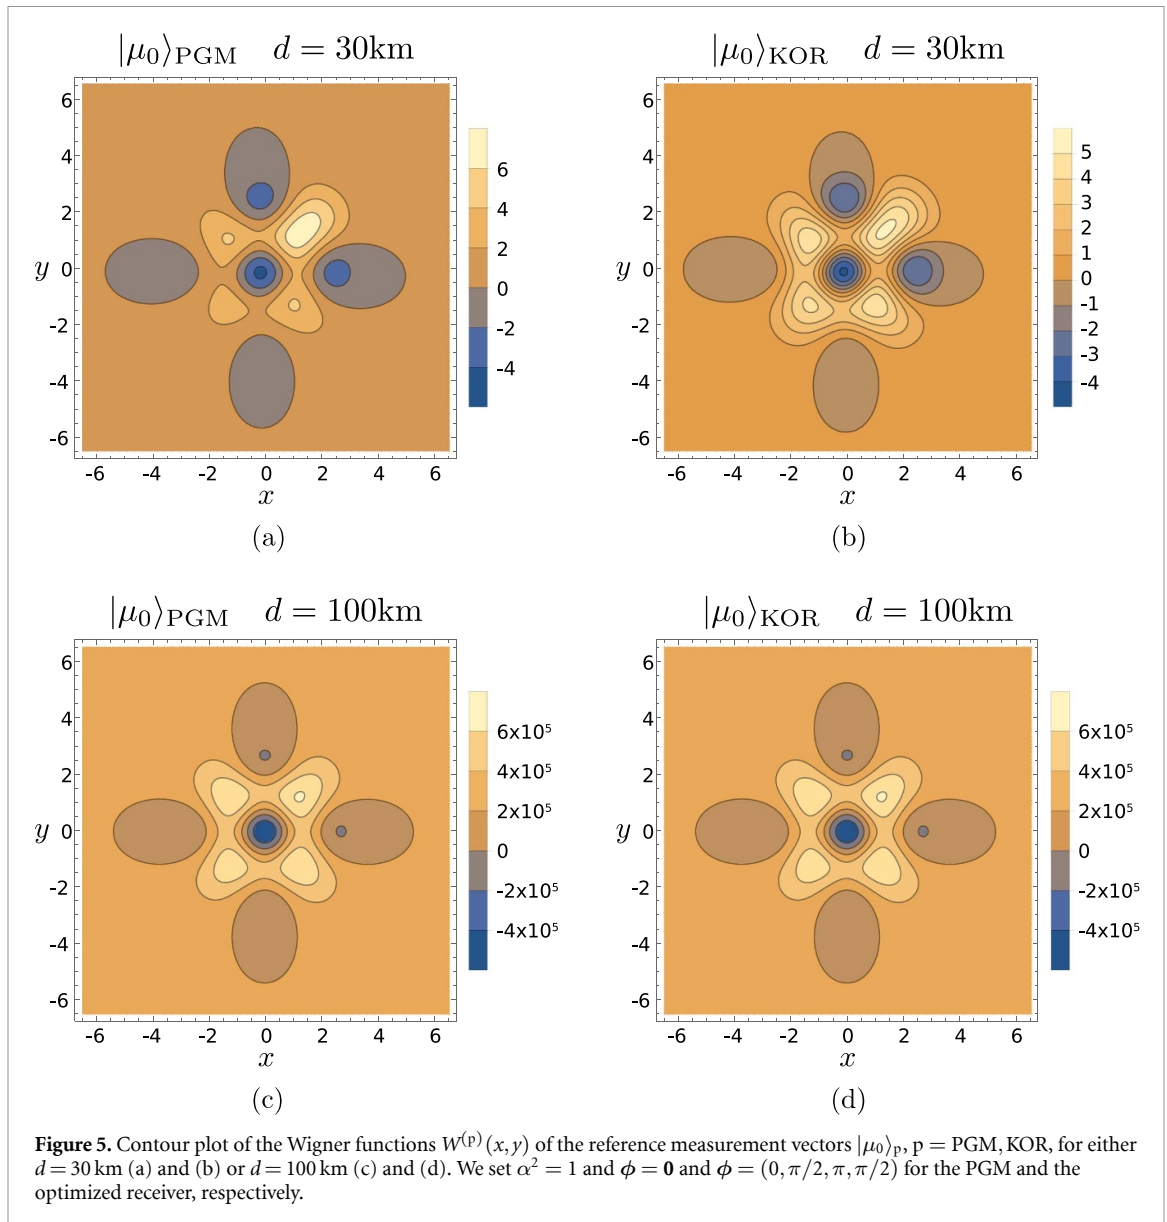 |μ₀⟩PGM d = 30km
6
4
2
y 0
-2
-4
-6
-6 -4 -2 0 2 4 6
x
6
4
2
0
-2
-4
(a)
|μ₀⟩KOR d = 30km
6
4
2
y 0
-2
-4
-6
-6 -4 -2 0 2 4 6
x
5
4
3
2
1
0
-1
-2
-3
-4
(b)
|μ₀⟩PGM d = 100km
6
4
2
y 0
-2
-4
-6
-6 -4 -2 0 2 4 6
x
6x10⁵
4x10⁵
2x10⁵
0
-2x10⁵
-4x10⁵
(c)
|μ₀⟩KOR d = 100km
6
4
2
y 0
-2
-4
-6
-6 -4 -2 0 2 4 6
x
6x10⁵
4x10⁵
2x10⁵
0
-2x10⁵
-4x10⁵
(d)
Figure 5. Contour plot of the Wigner functions W⁽ᵖ⁾(x,y) of the reference measurement vectors |μ₀⟩ₚ, p = PGM, KOR, for either
d = 30 km (a) and (b) or d = 100 km (c) and (d). We set α² = 1 and ϕ = 0 and ϕ = (0, π/2, π, π/2) for the PGM and the
optimized receiver, respectively.